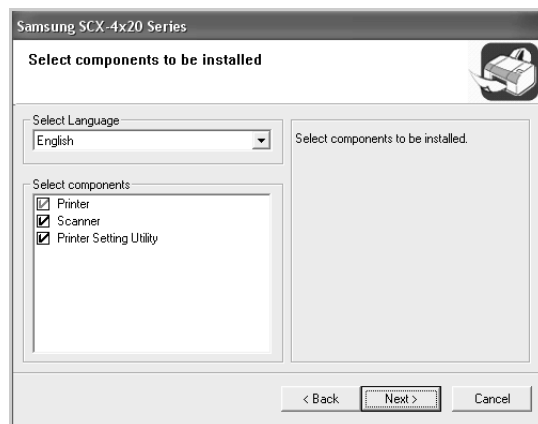 Samsung SCX-4x20 Series
Select components to be installed
Select Language
English
Select components to be installed.
Select components
Printer
Scanner
Printer Setting Utility
< Back
Next >
Cancel